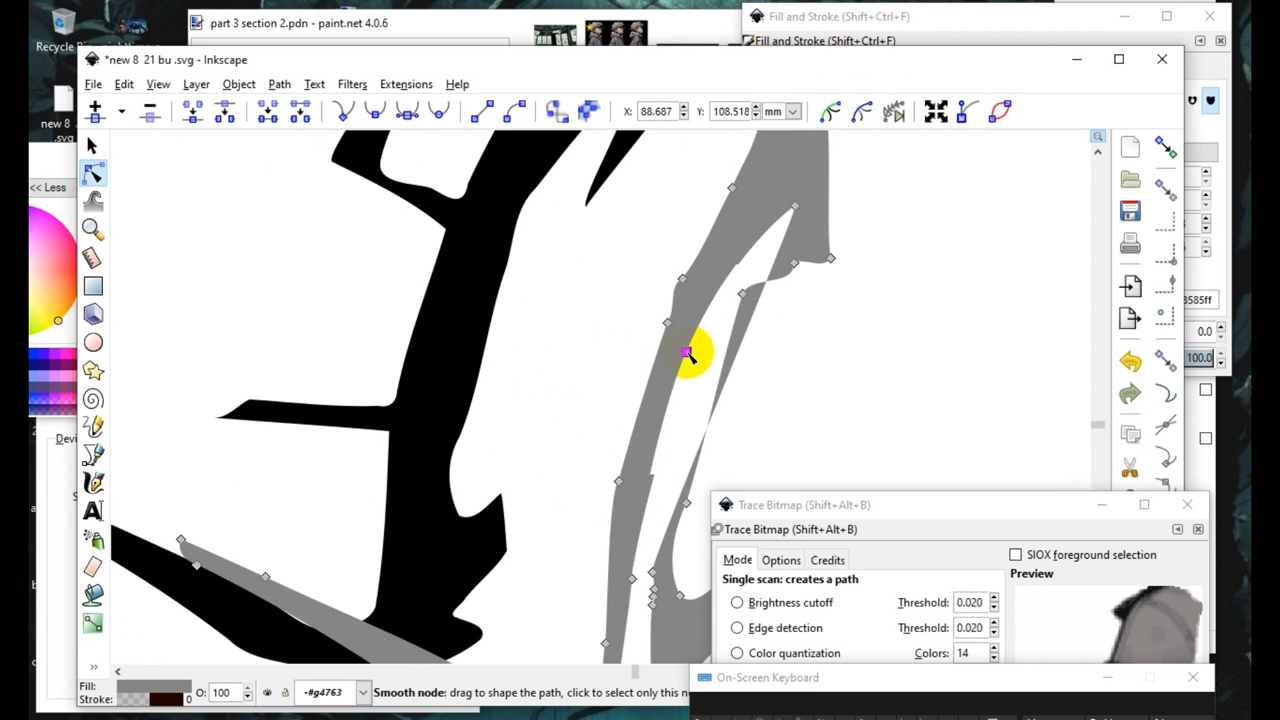 part 3 section 2.pdn - paint.net 4.0.6
Fill and Stroke (Shift+Ctrl+F)
Recycle
Fill and Stroke (Shift+Ctrl+F)
*new 8 21 bu .svg - Inkscape
File Edit View Layer Object Path Text Filters Extensions Help
X: 88.687 Y: 108.518 mm
new 8
.svg
<< Less
8585ff
0.0
100.0
Trace Bitmap (Shift+Alt+B)
Trace Bitmap (Shift+Alt+B)
Mode Options Credits
SIOX foreground selection
Single scan: creates a path
Preview
Brightness cutoff Threshold: 0.020
Edge detection Threshold: 0.020
Color quantization Colors: 14
On-Screen Keyboard
Fill:
Stroke: 0
O: 100
-#g4763
Smooth node: drag to shape the path, click to select only this n